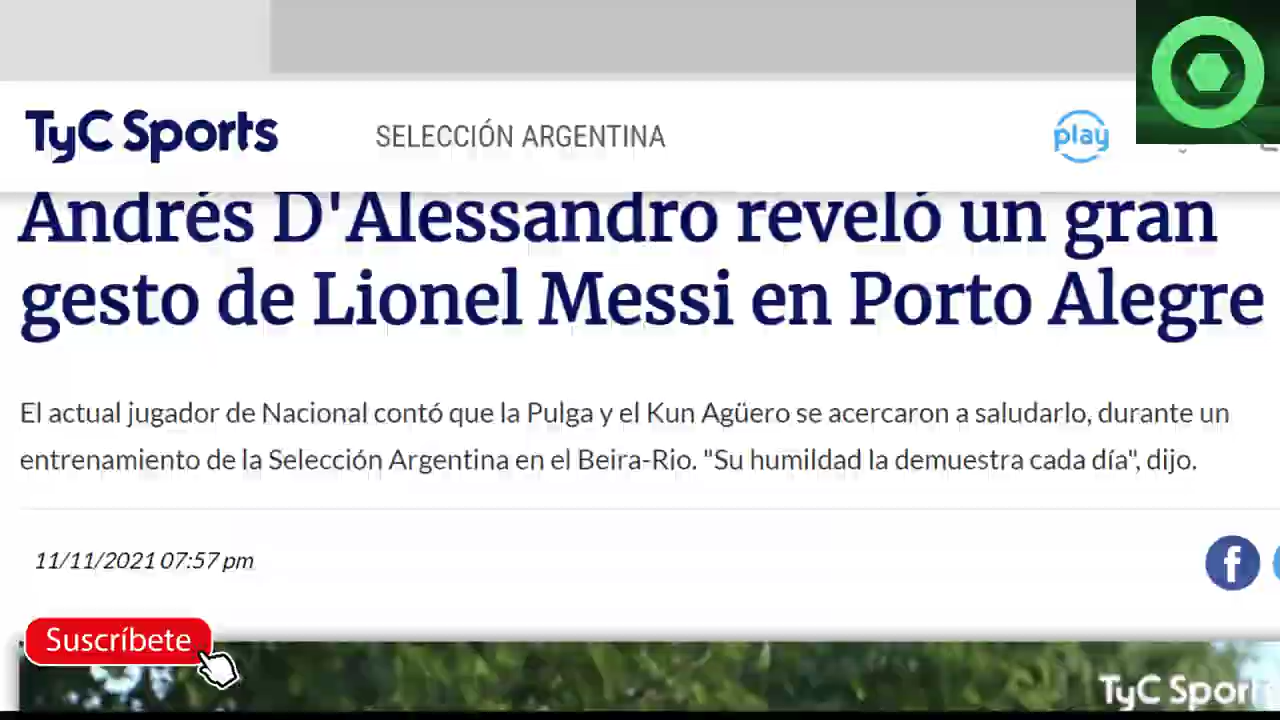 TyC Sports
SELECCIÓN ARGENTINA
play
Andrés D'Alessandro reveló un gran
gesto de Lionel Messi en Porto Alegre
El actual jugador de Nacional contó que la Pulga y el Kun Agüero se acercaron a saludarlo, durante un
entrenamiento de la Selección Argentina en el Beira-Rio. "Su humildad la demuestra cada día", dijo.
11/11/2021 07:57 pm
f
Suscríbete
TyC Sport